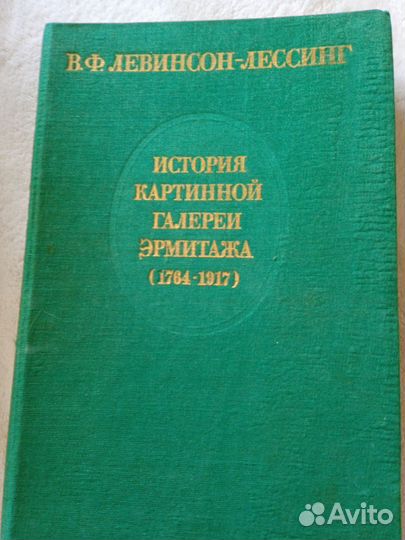 В.Ф.ЛЕВИНСОН-ЛЕССИНГ
ИСТОРИЯ
КАРТИННОЙ
ГАЛЕРЕИ
ЭРМИТАЖА
(1764-1917)
Avito